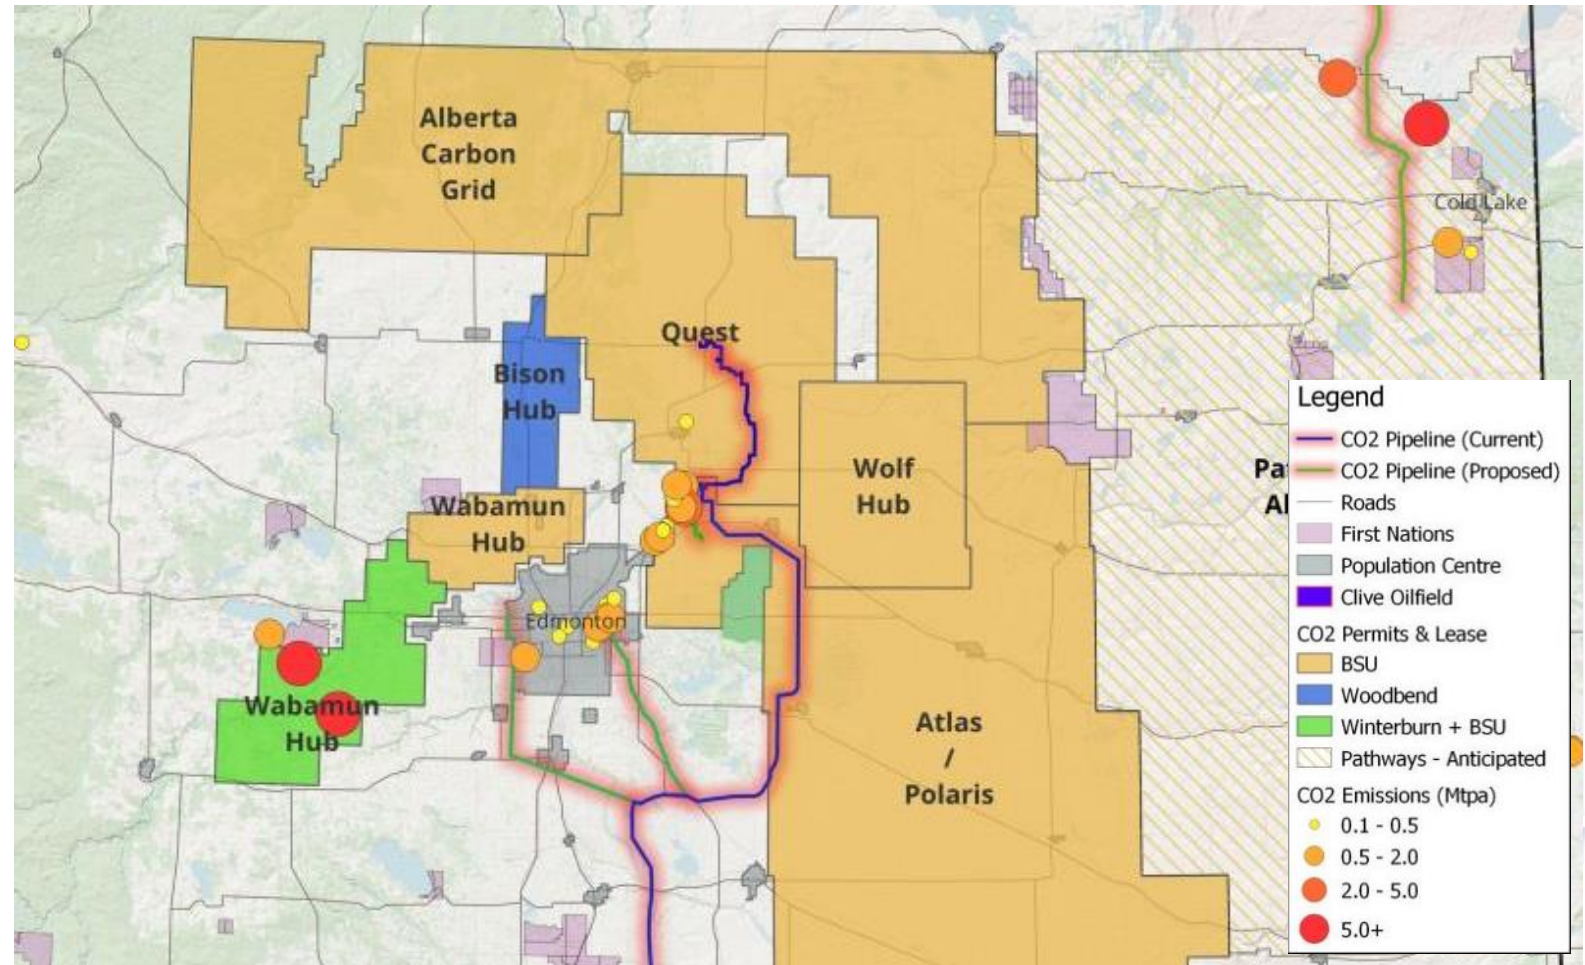 Alberta
Carbon
Grid
Cold Lake
Quest
Bison
Hub
Wolf
Hub
Wabamun
Hub
Edmonton
Wabamun
Hub
Atlas
/
Polaris
Legend
CO2 Pipeline (Current)
CO2 Pipeline (Proposed)
Roads
First Nations
Population Centre
Clive Oilfield
CO2 Permits & Lease
BSU
Woodbend
Winterburn + BSU
Pathways - Anticipated
CO2 Emissions (Mtpa)
0.1 - 0.5
0.5 - 2.0
2.0 - 5.0
5.0+